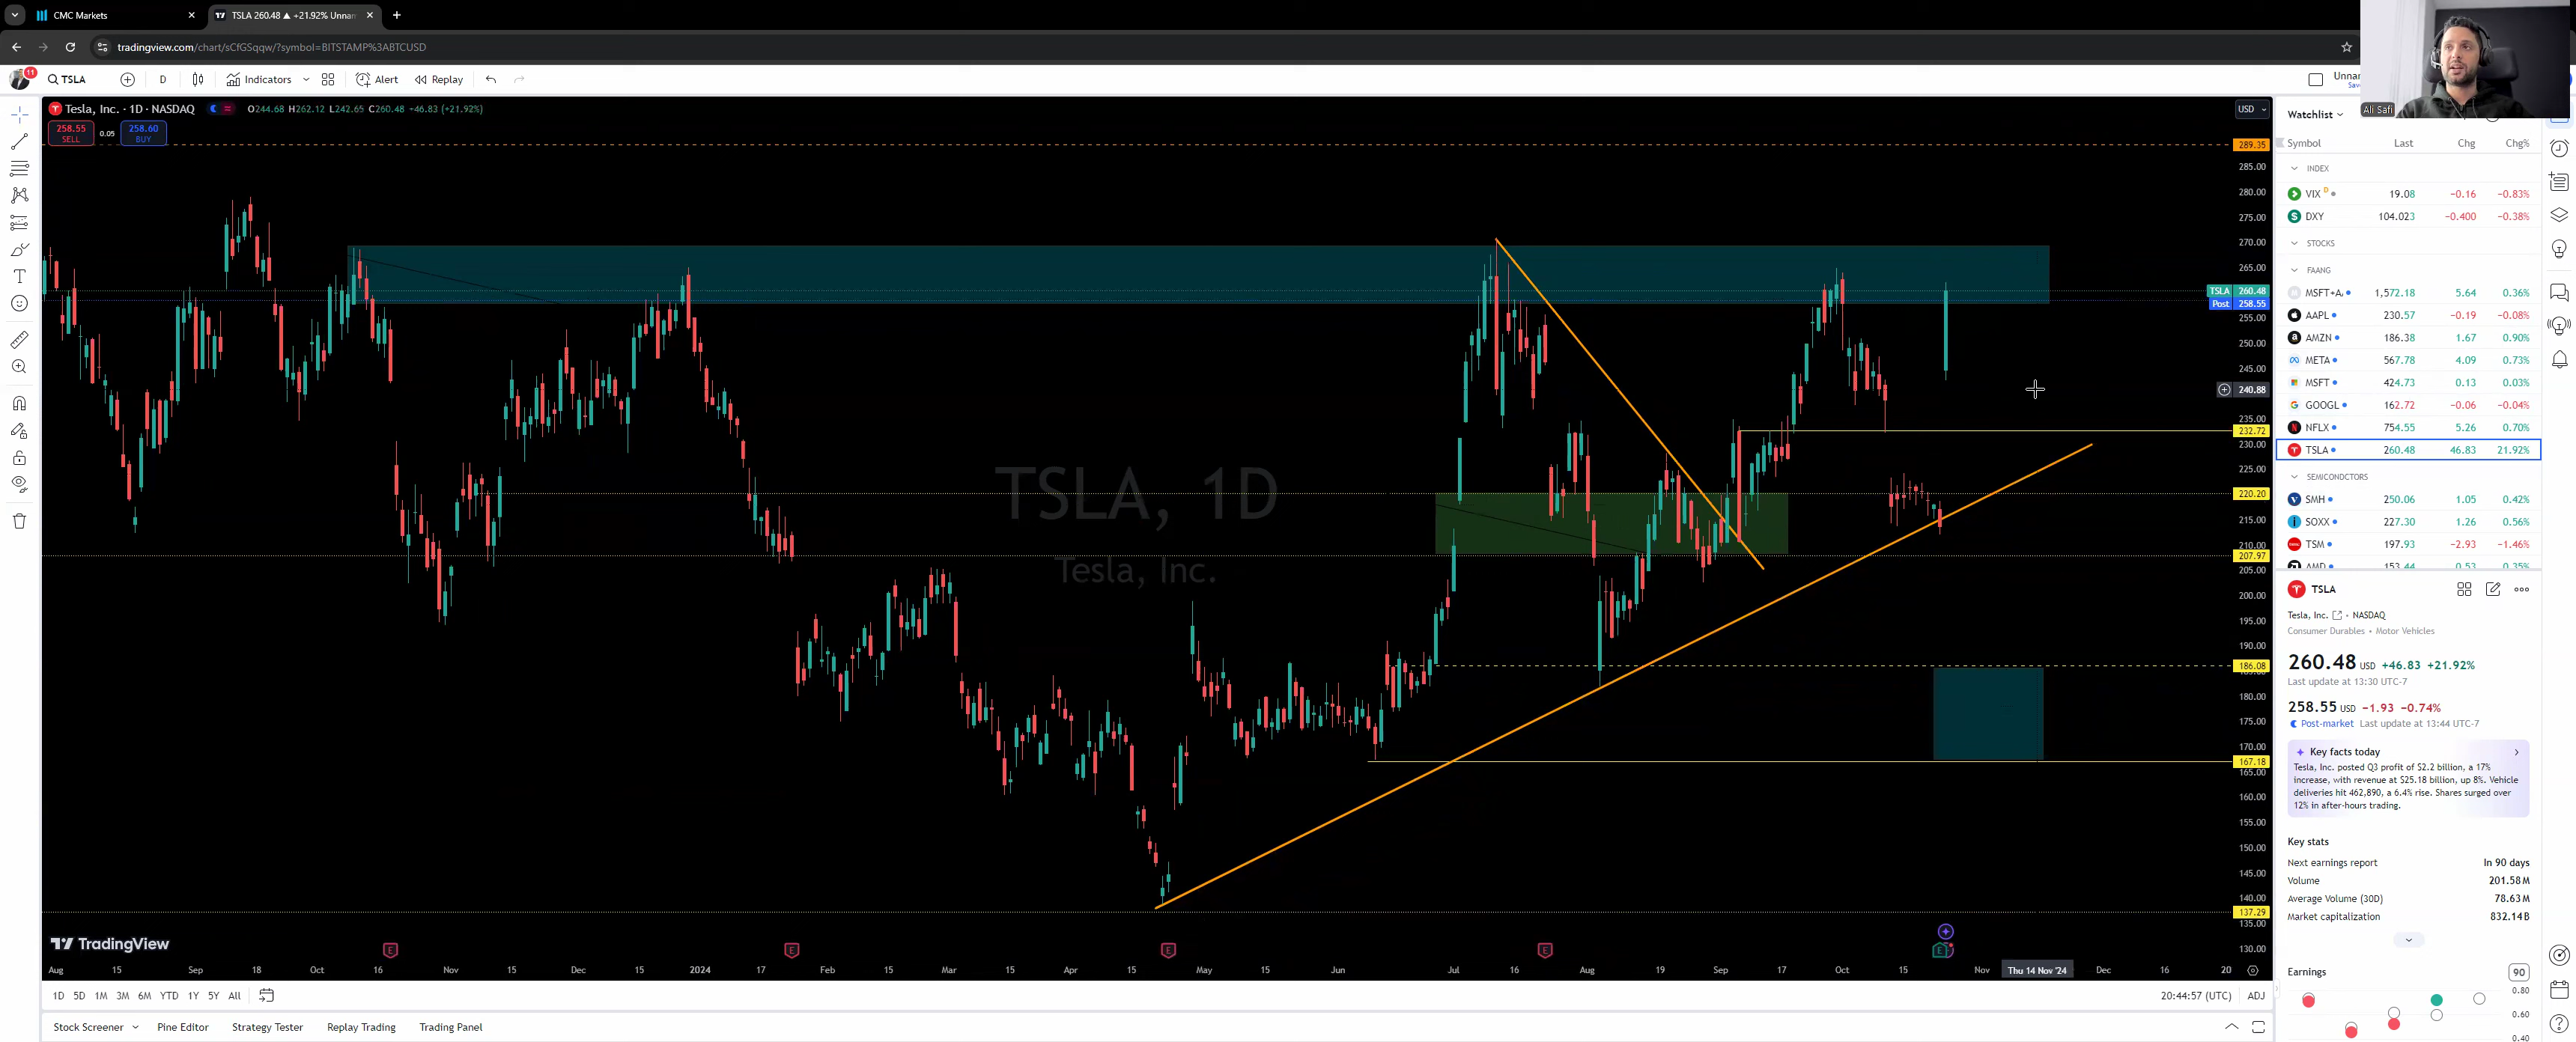 CMC Markets
TSLA 260.48 ▲ +21.92% Unnam
tradingview.com/chart/sCfGSqqw/?symbol=BITSTAMP%3ABTCUSD
11
TSLA
D
Indicators
Alert
Replay
Tesla, Inc. · 1D · NASDAQ
O244.68 H262.12 L242.65 C260.48 +46.83 (+21.92%)
258.55
SELL
0.05
258.60
BUY
USD
Ali Safi
289.35
285.00
280.00
275.00
270.00
265.00
TSLA 260.48
Post 258.55
255.00
250.00
245.00
240.88
235.00
232.72
230.00
225.00
220.20
215.00
210.00
207.97
205.00
200.00
195.00
190.00
186.08
180.00
175.00
170.00
167.18
165.00
160.00
155.00
150.00
145.00
140.00
137.29
135.00
130.00
TSLA, 1D
Tesla, Inc.
TradingView
E E E E E
Aug 15 Sep 18 Oct 16 Nov 15 Dec 15 2024 17 Feb 15 Mar 15 Apr 15 May 15 Jun Jul 16 Aug 19 Sep 17 Oct 15 Nov Thu 14 Nov '24 Dec 16 20
1D 5D 1M 3M 6M YTD 1Y 5Y All
20:44:57 (UTC) ADJ
Stock Screener Pine Editor Strategy Tester Replay Trading Trading Panel
Watchlist
Symbol Last Chg Chg%
INDEX
VIX D 19.08 −0.16 −0.83%
DXY 104.023 −0.400 −0.38%
STOCKS
FAANG
MSFT+A. 1,572.18 5.64 0.36%
AAPL 230.57 −0.19 −0.08%
AMZN 186.38 1.67 0.90%
META 567.78 4.09 0.73%
MSFT 424.73 0.13 0.03%
GOOGL 162.72 −0.06 −0.04%
NFLX 754.55 5.26 0.70%
TSLA 260.48 46.83 21.92%
SEMICONDCTORS
SMH 250.06 1.05 0.42%
SOXX 227.30 1.26 0.56%
TSM 197.93 −2.93 −1.46%
AMD 153.44 0.53 0.35%
TSLA
Tesla, Inc. • NASDAQ
Consumer Durables • Motor Vehicles
260.48 USD +46.83 +21.92%
Last update at 13:30 UTC-7
258.55 USD −1.93 −0.74%
Post-market Last update at 13:44 UTC-7
Key facts today
Tesla, Inc. posted Q3 profit of $2.2 billion, a 17%
increase, with revenue at $25.18 billion, up 8%. Vehicle
deliveries hit 462,890, a 6.4% rise. Shares surged over
12% in after-hours trading.
Key stats
Next earnings report In 90 days
Volume 201.58M
Average Volume (30D) 78.63M
Market capitalization 832.14B
Earnings 90
0.80
0.60
0.40